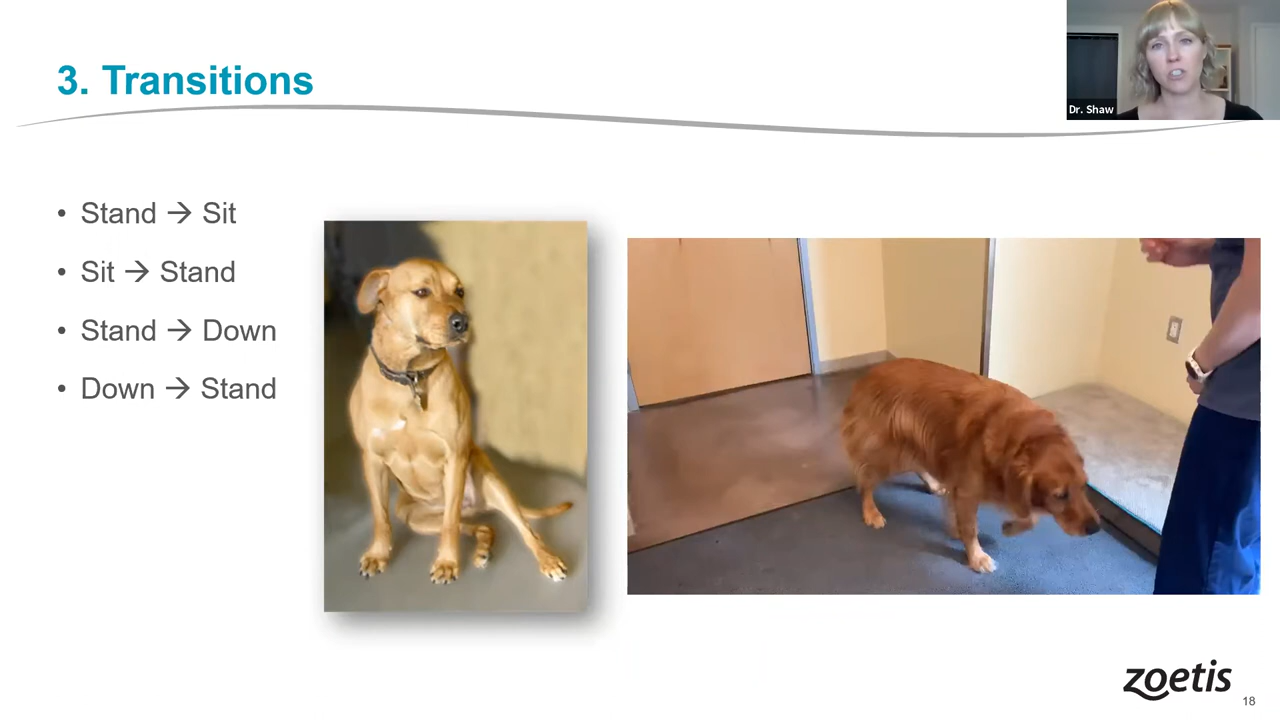 3. Transitions
Dr. Shaw
• Stand → Sit
• Sit → Stand
• Stand → Down
• Down → Stand
zoetis
18